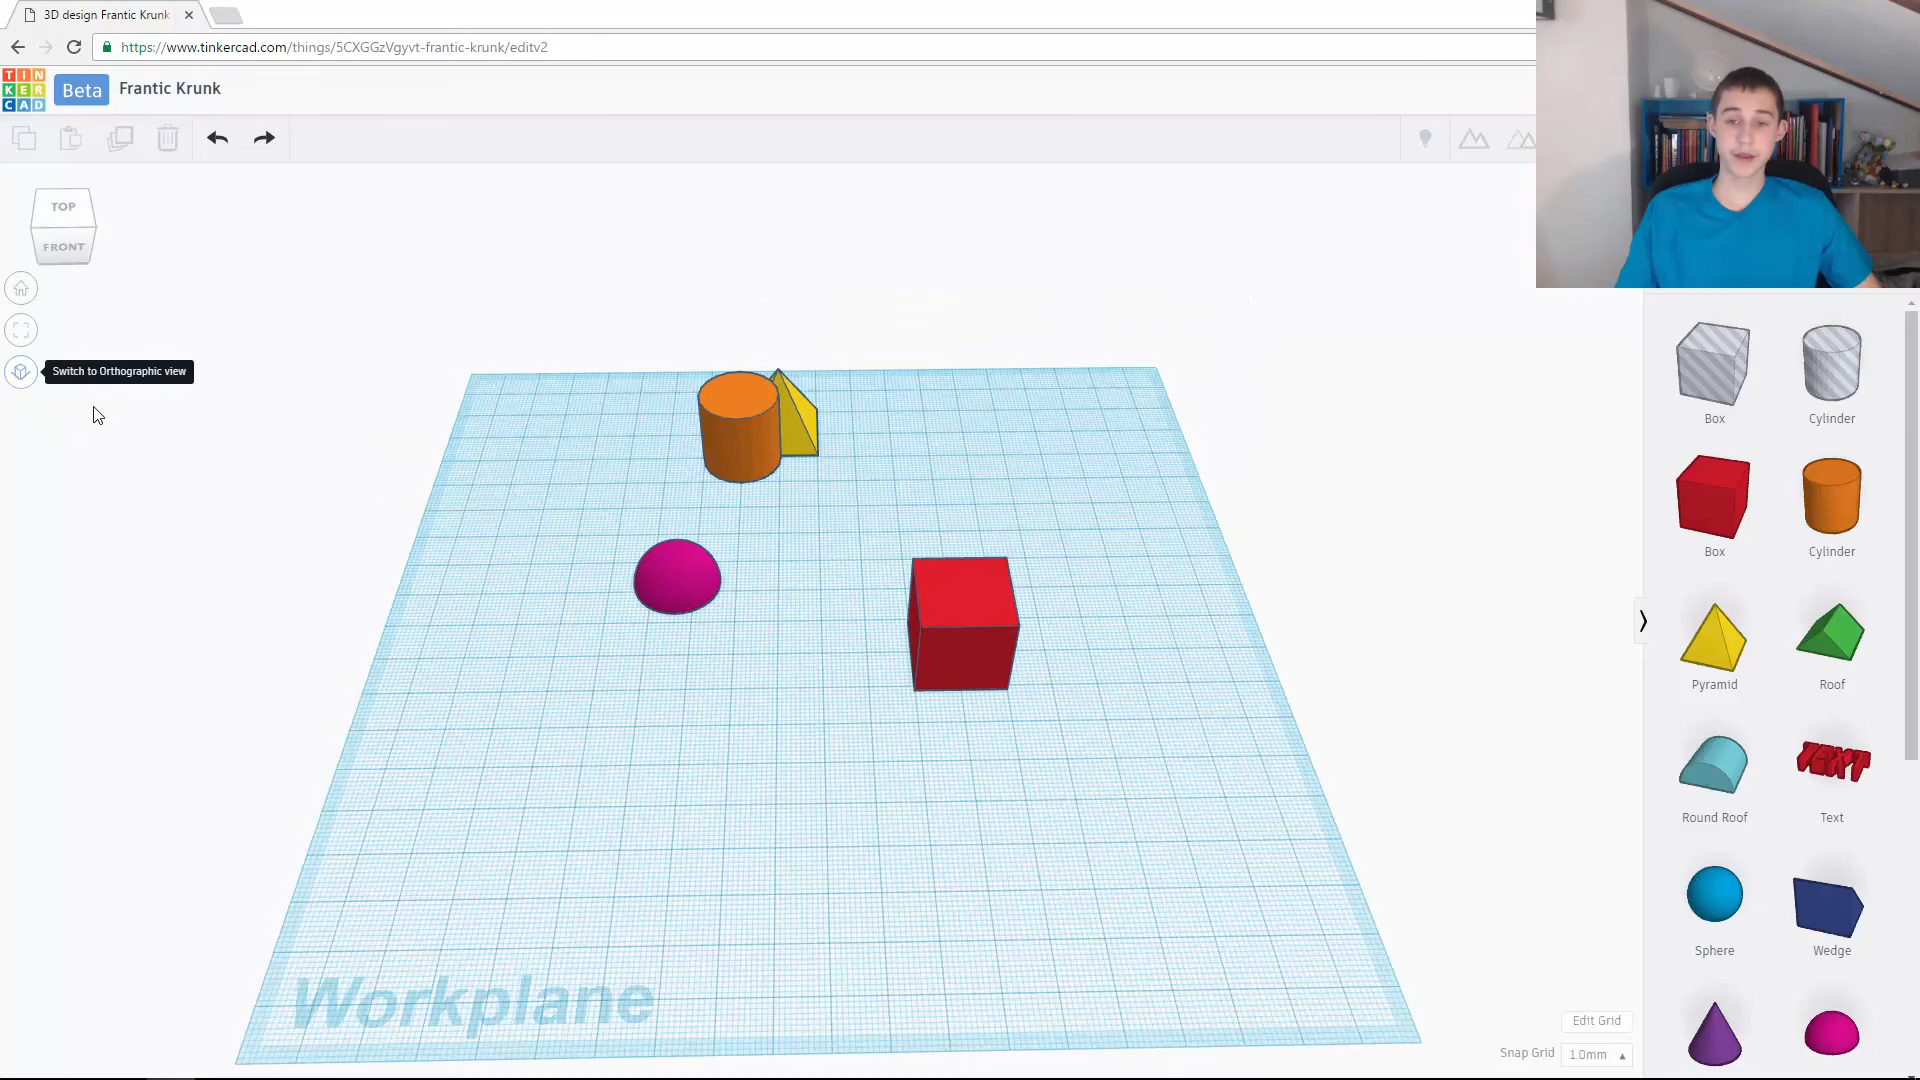 3D design Frantic Krunk
https://www.tinkercad.com/things/5CXGGzVgyvt-frantic-krunk/editv2
TIN
KER
CAD
Beta
Frantic Krunk
TOP
FRONT
Switch to Orthographic view
Box
Cylinder
Box
Cylinder
Pyramid
Roof
Round Roof
TEXT
Text
Sphere
Wedge
Workplane
Edit Grid
Snap Grid
1.0mm